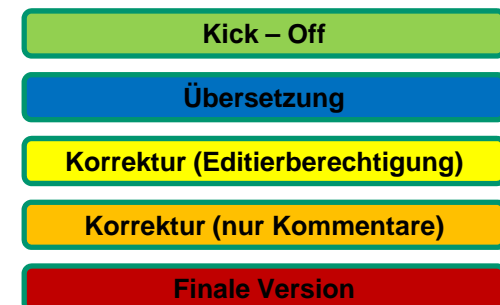 Kick – Off
Übersetzung
Korrektur (Editierberechtigung)
Korrektur (nur Kommentare)
Finale Version